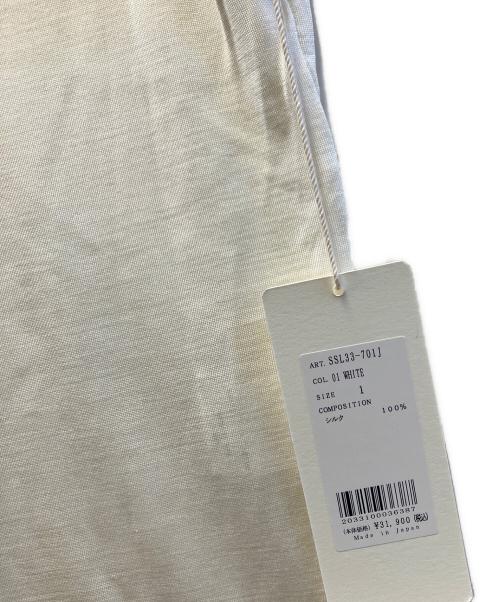 ART. SSL33-701J
COL. 01 WHITE
SIZE 1
COMPOSITION
シルク 100%
2033100036387
(本体価格) ¥31,900 (税込)
Made in Japan